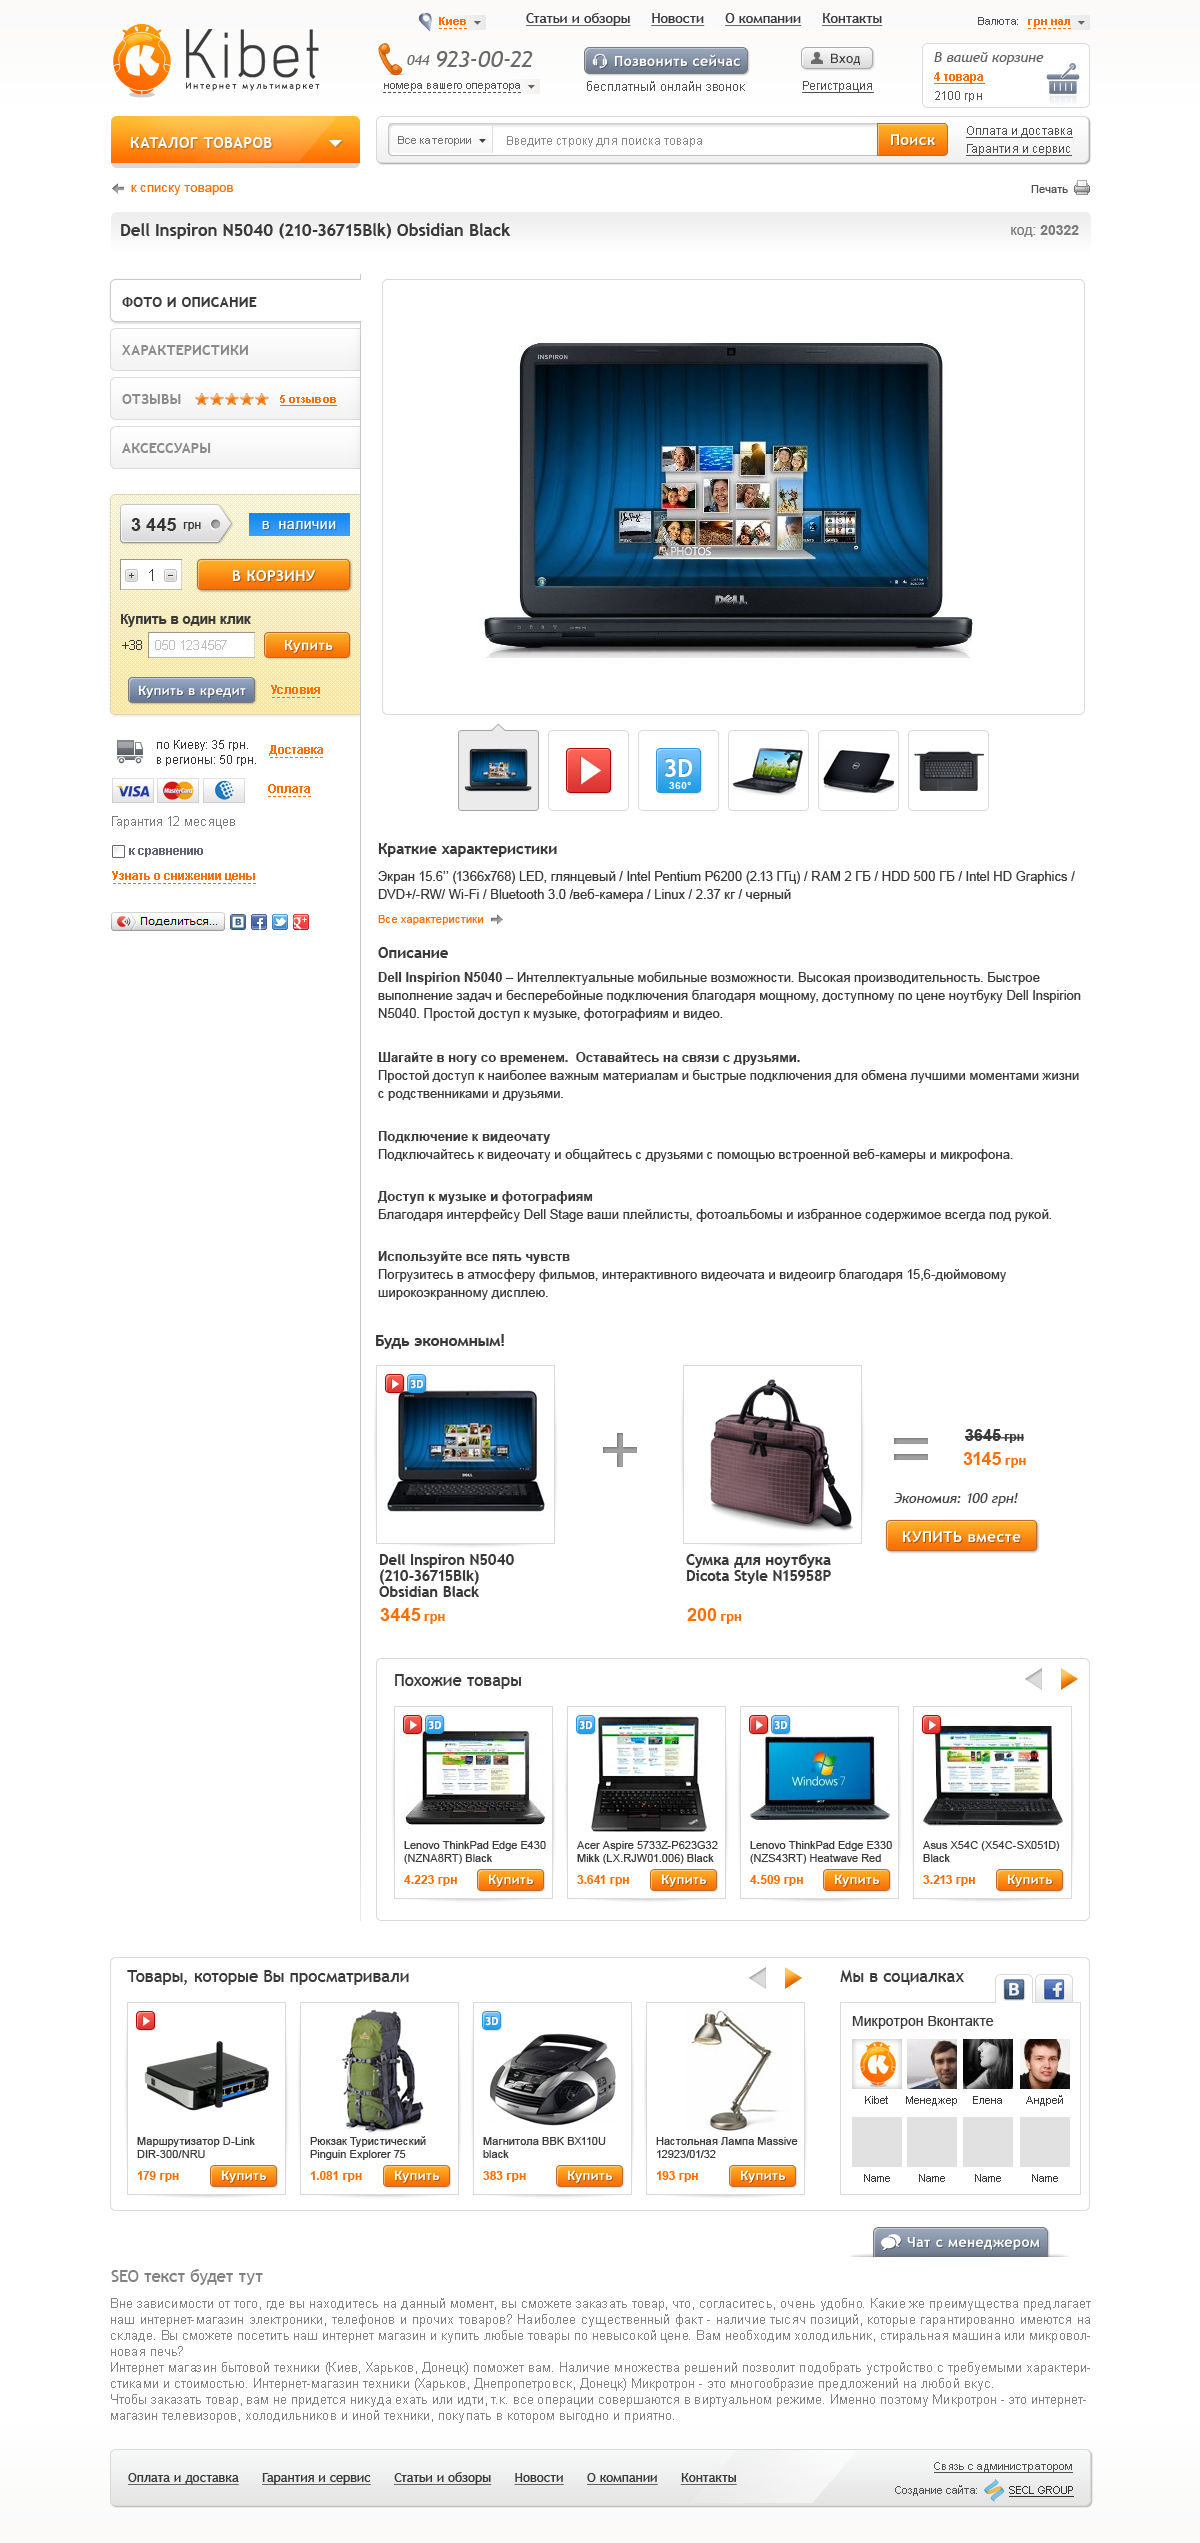 Киев
Статьи и обзоры
Новости
О компании
Контакты
Валюта: грн нал
Kibet
Интернет мультимаркет
044 923-00-22
номера вашего оператора
Позвонить сейчас
бесплатный онлайн звонок
Вход
Регистрация
В вашей корзине
4 товара
2100 грн
КАТАЛОГ ТОВАРОВ
Все категории
Введите строку для поиска товара
Поиск
Оплата и доставка
Гарантия и сервис
к списку товаров
Печать
Dell Inspiron N5040 (210-36715Blk) Obsidian Black
код: 20322
ФОТО И ОПИСАНИЕ
ХАРАКТЕРИСТИКИ
ОТЗЫВЫ 5 отзывов
АКСЕССУАРЫ
3 445 грн
в наличии
+ 1 −
В КОРЗИНУ
Купить в один клик
+38 050 1234567
Купить
Купить в кредит
Условия
по Киеву: 35 грн.
в регионы: 50 грн.
Доставка
VISA MasterCard
Оплата
Гарантия 12 месяцев
к сравнению
Узнать о снижении цены
Поделиться...
INSPIRON
PHOTOS
DELL
3D
360°
Краткие характеристики
Экран 15.6’’ (1366x768) LED, глянцевый / Intel Pentium P6200 (2.13 ГГц) / RAM 2 ГБ / HDD 500 ГБ / Intel HD Graphics /
DVD+/-RW/ Wi-Fi / Bluetooth 3.0 /веб-камера / Linux / 2.37 кг / черный
Все характеристики
Описание
Dell Inspirion N5040 – Интеллектуальные мобильные возможности. Высокая производительность. Быстрое
выполнение задач и бесперебойные подключения благодаря мощному, доступному по цене ноутбуку Dell Inspirion
N5040. Простой доступ к музыке, фотографиям и видео.
Шагайте в ногу со временем.  Оставайтесь на связи с друзьями.
Простой доступ к наиболее важным материалам и быстрые подключения для обмена лучшими моментами жизни
с родственниками и друзьями.
Подключение к видеочату
Подключайтесь к видеочату и общайтесь с друзьями с помощью встроенной веб-камеры и микрофона.
Доступ к музыке и фотографиям
Благодаря интерфейсу Dell Stage ваши плейлисты, фотоальбомы и избранное содержимое всегда под рукой.
Используйте все пять чувств
Погрузитесь в атмосферу фильмов, интерактивного видеочата и видеоигр благодаря 15,6-дюймовому
широкоэкранному дисплею.
Будь экономным!
3D
DELL
Dell Inspiron N5040
(210-36715Blk)
Obsidian Black
3445 грн
+
Сумка для ноутбука
Dicota Style N15958P
200 грн
=
3645 грн
3145 грн
Экономия: 100 грн!
КУПИТЬ вместе
Похожие товары
3D
Lenovo ThinkPad Edge E430
(NZNA8RT) Black
4.223 грн
Купить
3D
Acer Aspire 5733Z-P623G32
Mikk (LX.RJW01.006) Black
3.641 грн
Купить
3D
Windows 7
Lenovo ThinkPad Edge E330
(NZS43RT) Heatwave Red
4.509 грн
Купить
Asus X54C (X54C-SX051D)
Black
3.213 грн
Купить
Товары, которые Вы просматривали
Маршрутизатор D-Link
DIR-300/NRU
179 грн
Купить
Рюкзак Туристический
Pinguin Explorer 75
1.081 грн
Купить
3D
Магнитола BBK BX110U
black
383 грн
Купить
Настольная Лампа Massive
12923/01/32
193 грн
Купить
Мы в социалках
Микротрон Вконтакте
Kibet Менеджер Елена Андрей
Name Name Name Name
Чат с менеджером
SEO текст будет тут
Вне зависимости от того, где вы находитесь на данный момент, вы сможете заказать товар, что, согласитесь, очень удобно. Какие же преимущества предлагает
наш интернет-магазин электроники, телефонов и прочих товаров? Наиболее существенный факт - наличие тысяч позиций, которые гарантированно имеются на
складе. Вы сможете посетить наш интернет магазин и купить любые товары по невысокой цене. Вам необходим холодильник, стиральная машина или микровол-
новая печь?
Интернет магазин бытовой техники (Киев, Харьков, Донецк) поможет вам. Наличие множества решений позволит подобрать устройство с требуемыми характери-
стиками и стоимостью. Интернет-магазин техники (Харьков, Днепропетровск, Донецк) Микротрон - это многообразие предложений на любой вкус.
Чтобы заказать товар, вам не придется никуда ехать или идти, т.к. все операции совершаются в виртуальном режиме. Именно поэтому Микротрон - это интернет-
магазин телевизоров, холодильников и иной техники, покупать в котором выгодно и приятно.
Оплата и доставка
Гарантия и сервис
Статьи и обзоры
Новости
О компании
Контакты
Связь с администратором
Создание сайта: SECL GROUP